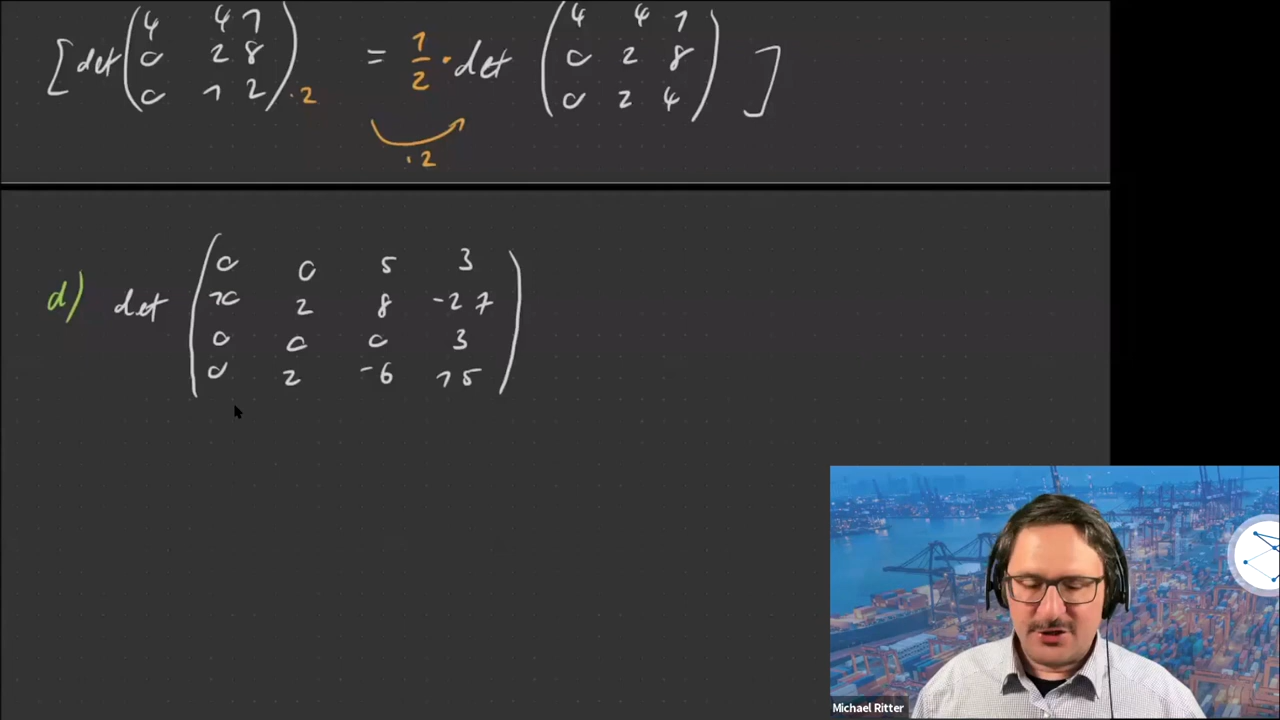 [det(4 4 1
0 2 8
0 1 2) ·2 = 1/2 · det (4 4 1
0 2 8
0 2 4)]
·2
d) det (0 0 5 3
10 2 8 -27
0 0 0 3
0 2 -6 15)
Michael Ritter